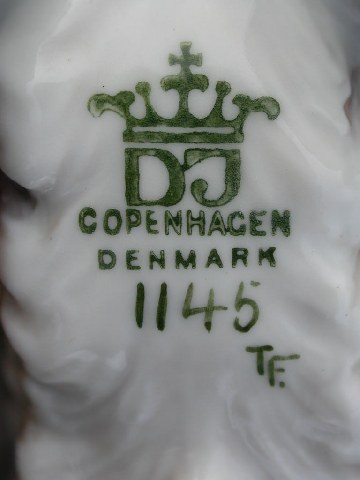 DJ
COPENHAGEN
DENMARK
1145
TF.